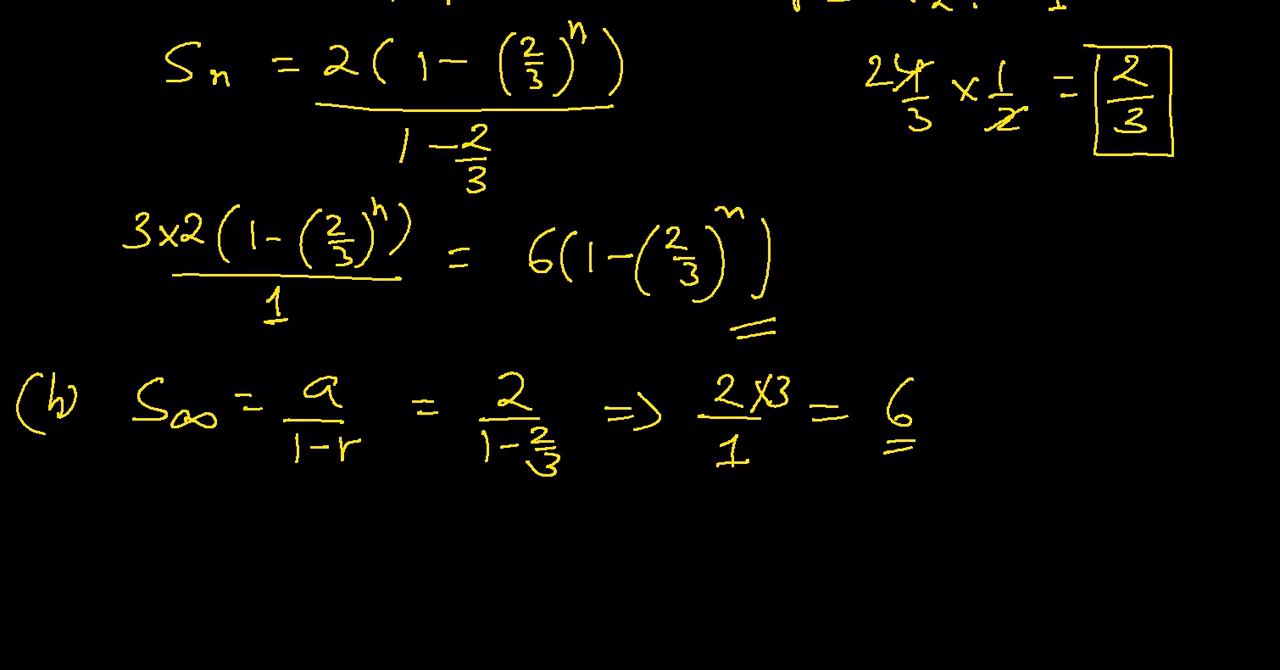 Sn = 2(1-(2/3)^n) / (1-2/3)
2 4/3 × 1/2 = 2/3
3×2(1-(2/3)^n) / 1 = 6(1-(2/3)^n)
(b) S∞ = a/(1-r) = 2/(1-2/3) => 2×3/1 = 6